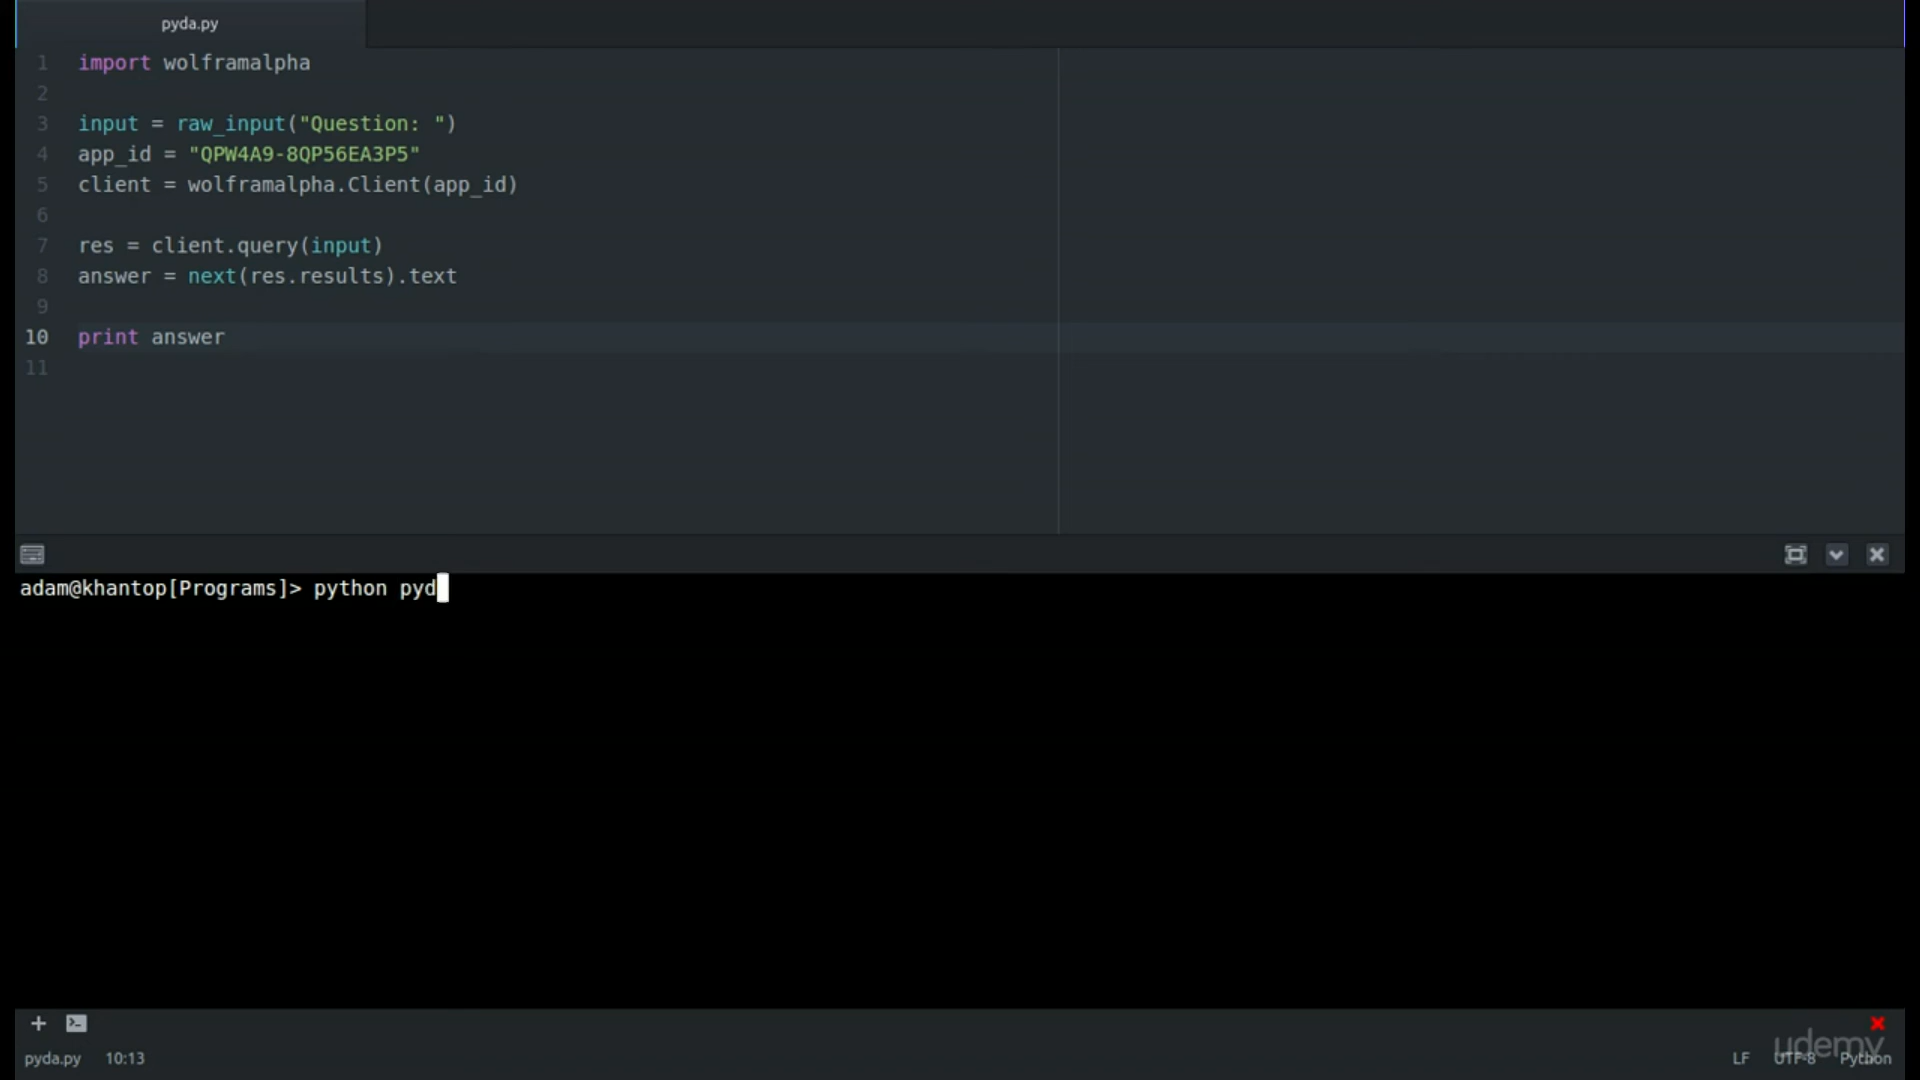 pyda.py
1 import wolframalpha
2
3 input = raw_input("Question: ")
4 app_id = "QPW4A9-8QP56EA3P5"
5 client = wolframalpha.Client(app_id)
6
7 res = client.query(input)
8 answer = next(res.results).text
9
10 print answer
11
adam@khantop[Programs]> python pyd
pyda.py 10:13 LF UTF-8 Python
udemy